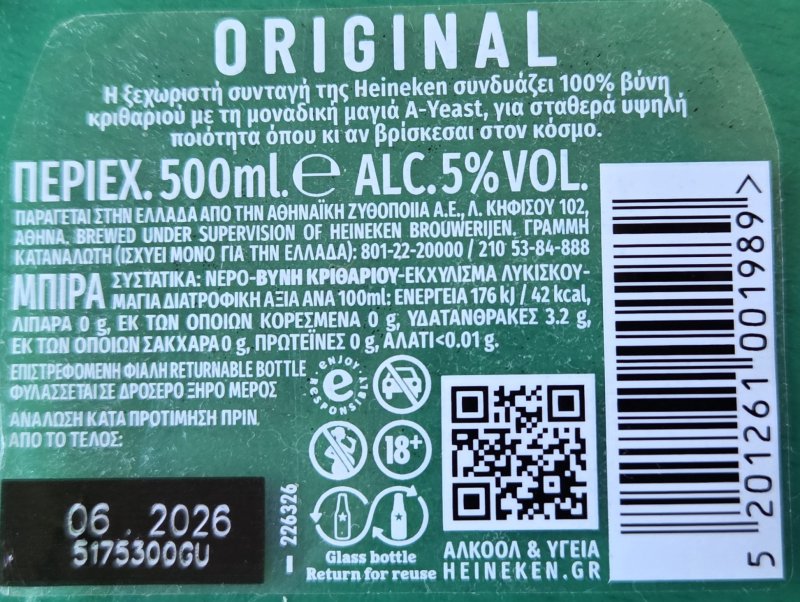 ORIGINAL
Η ξεχωριστή συνταγή της Heineken συνδυάζει 100% βύνη
κριθαριού με τη μοναδική μαγιά A-Yeast, για σταθερά υψηλή
ποιότητα όπου κι αν βρίσκεσαι στον κόσμο.
ΠΕΡΙΕΧ. 500ml. ℮ ALC. 5% VOL.
ΠΑΡΑΓΕΤΑΙ ΣΤΗΝ ΕΛΛΑΔΑ ΑΠΟ ΤΗΝ ΑΘΗΝΑΪΚΗ ΖΥΘΟΠΟΙΙΑ Α.Ε., Λ. ΚΗΦΙΣΟΥ 102,
ΑΘΗΝΑ. BREWED UNDER SUPERVISION OF HEINEKEN BROUWERIJEN. ΓΡΑΜΜΗ
ΚΑΤΑΝΑΛΩΤΗ (ΙΣΧΥΕΙ ΜΟΝΟ ΓΙΑ ΤΗΝ ΕΛΛΑΔΑ): 801-22-20000 / 210 53-84-888
ΜΠΙΡΑ ΣΥΣΤΑΤΙΚΑ: ΝΕΡΟ-ΒΥΝΗ ΚΡΙΘΑΡΙΟΥ-ΕΚΧΥΛΙΣΜΑ ΛΥΚΙΣΚΟΥ-
ΜΑΓΙΑ ΔΙΑΤΡΟΦΙΚΗ ΑΞΙΑ ΑΝΑ 100ml: ΕΝΕΡΓΕΙΑ 176 kJ / 42 kcal,
ΛΙΠΑΡΑ 0 g, ΕΚ ΤΩΝ ΟΠΟΙΩΝ ΚΟΡΕΣΜΕΝΑ 0 g, ΥΔΑΤΑΝΘΡΑΚΕΣ 3.2 g,
ΕΚ ΤΩΝ ΟΠΟΙΩΝ ΣΑΚΧΑΡΑ 0 g, ΠΡΩΤΕΪΝΕΣ 0 g, ΑΛΑΤΙ<0.01 g.
ΕΠΙΣΤΡΕΦΟΜΕΝΗ ΦΙΑΛΗ RETURNABLE BOTTLE
ΦΥΛΑΣΣΕΤΑΙ ΣΕ ΔΡΟΣΕΡΟ ΞΗΡΟ ΜΕΡΟΣ
ENJOY RESPONSIBLY
e
ΑΝΑΛΩΣΗ ΚΑΤΑ ΠΡΟΤΙΜΗΣΗ ΠΡΙΝ
ΑΠΟ ΤΟ ΤΕΛΟΣ:
18+
06 . 2026
5175300GU
226326
Glass bottle
Return for reuse
ΑΛΚΟΟΛ & ΥΓΕΙΑ
HEINEKEN.GR
5 201261 001989 >